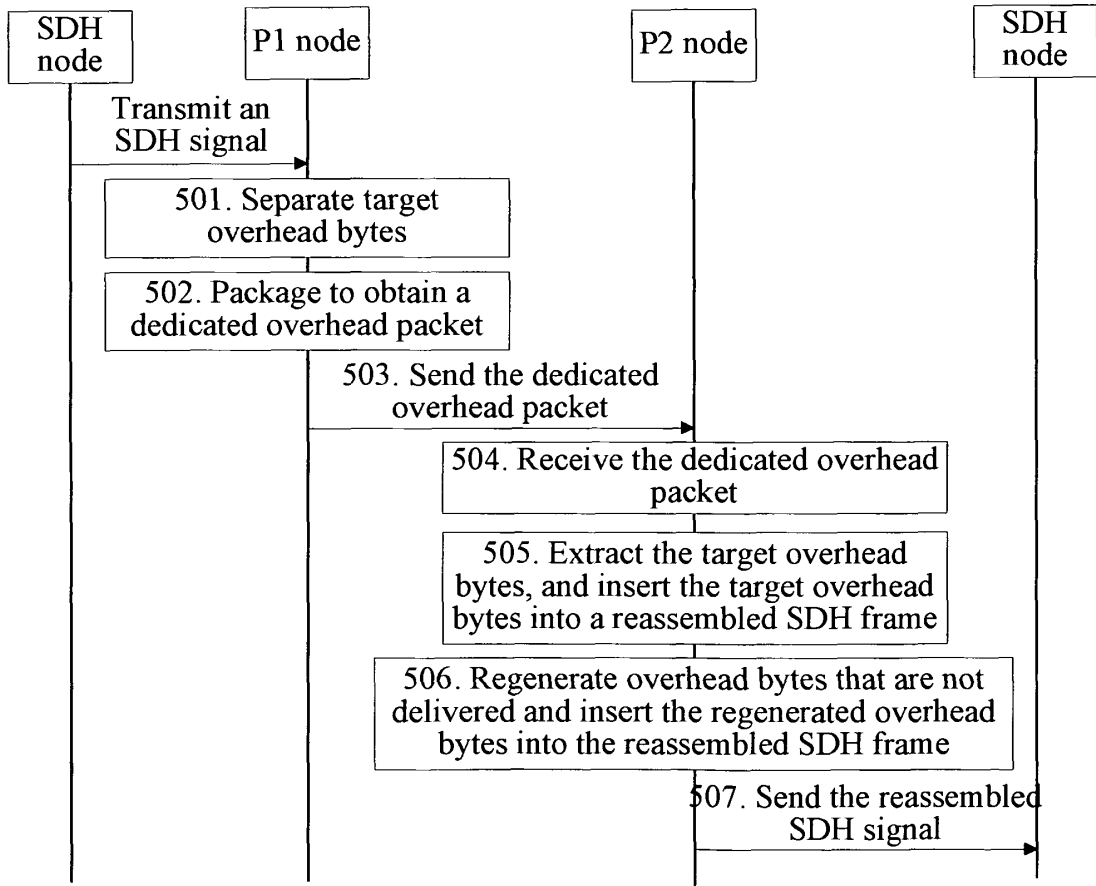 SDH
node
P1 node
P2 node
SDH
node
Transmit an
SDH signal
501. Separate target
overhead bytes
502. Package to obtain a
dedicated overhead packet
503. Send the dedicated
overhead packet
504. Receive the dedicated overhead
packet
505. Extract the target overhead
bytes, and insert the target overhead
bytes into a reassembled SDH frame
506. Regenerate overhead bytes that are not
delivered and insert the regenerated overhead
bytes into the reassembled SDH frame
507. Send the reassembled
SDH signal